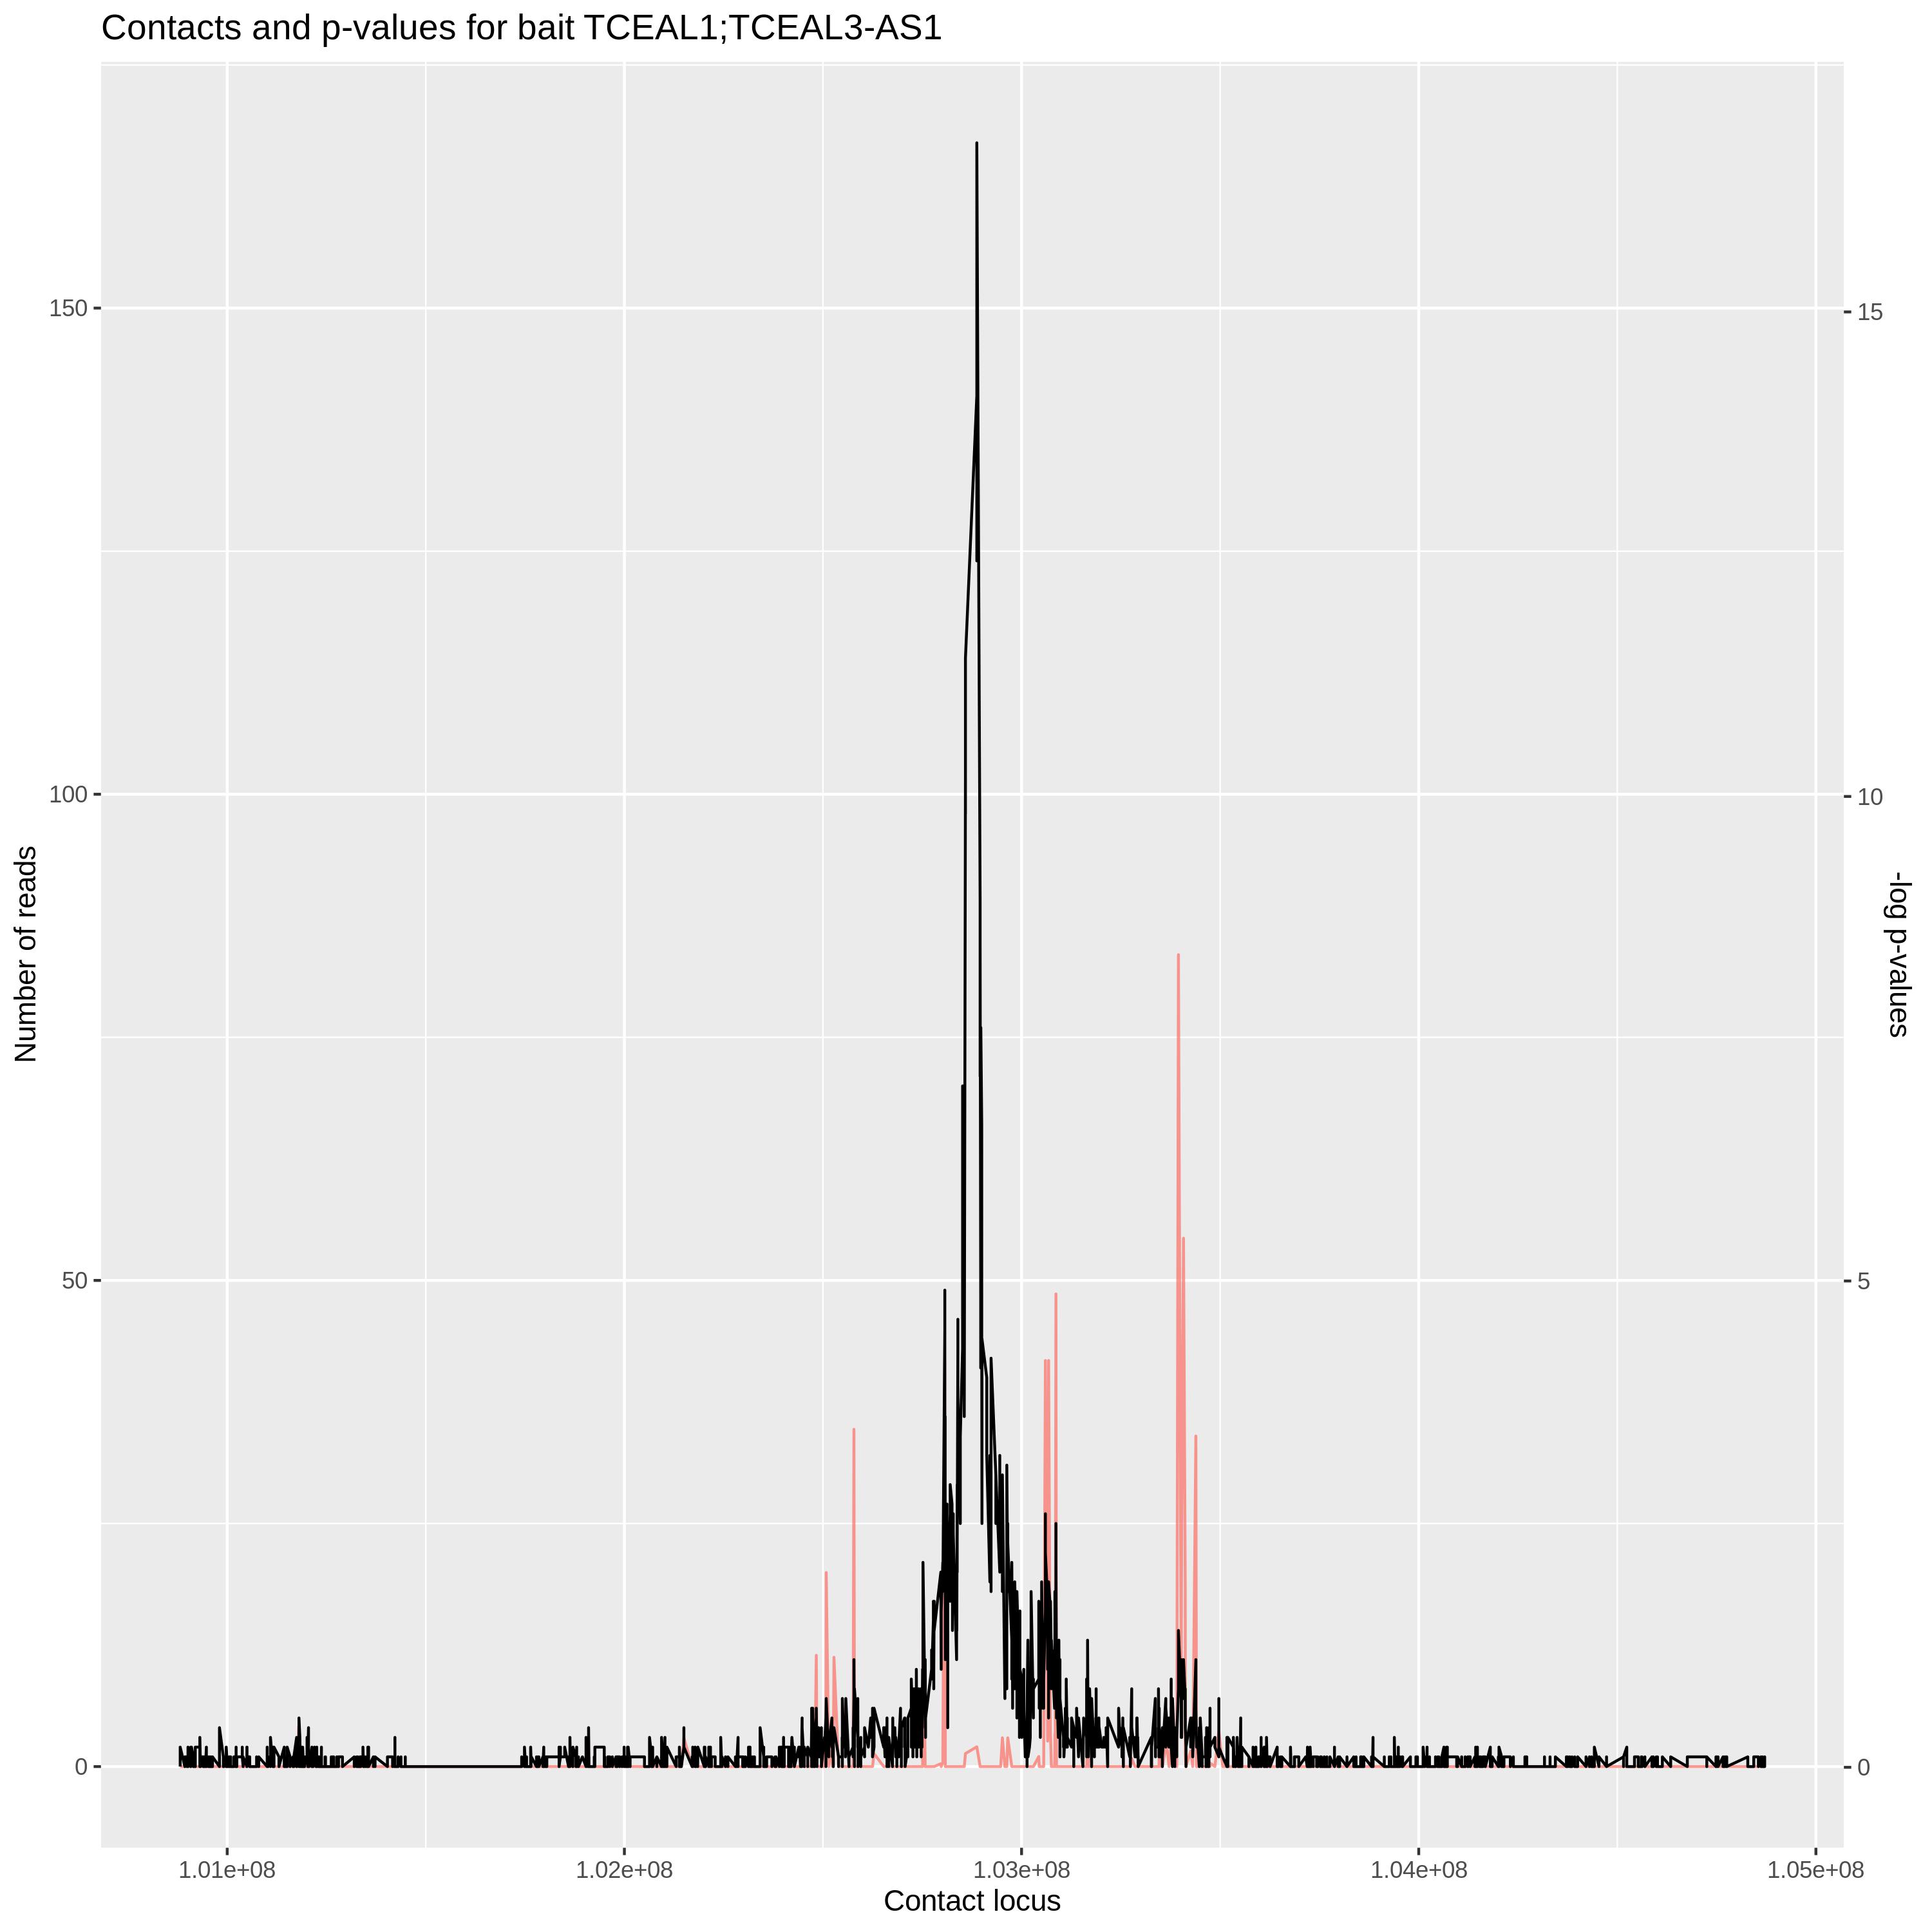 Contacts and p-values for bait TCEAL1;TCEAL3-AS1
150
100
50
0
Number of reads
15
10
5
0
-log p-values
1.01e+08
1.02e+08
1.03e+08
1.04e+08
1.05e+08
Contact locus